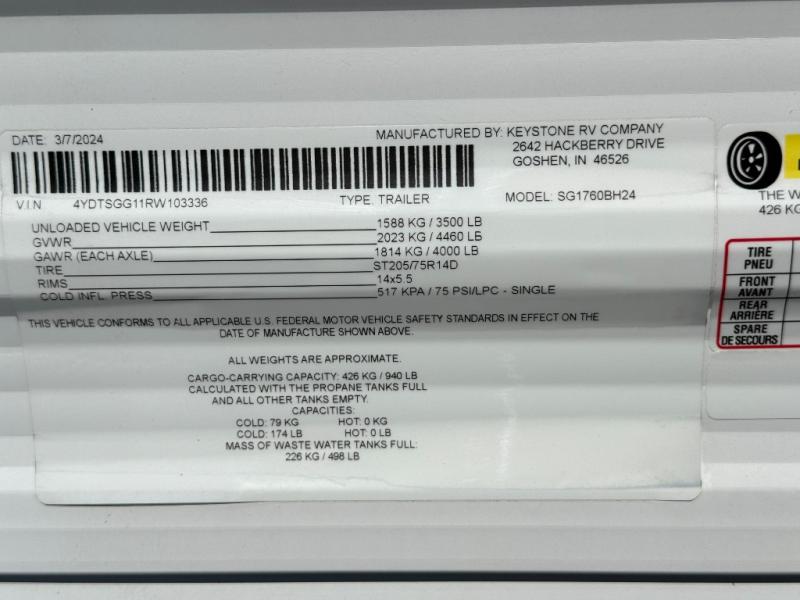 DATE: 3/7/2024
MANUFACTURED BY: KEYSTONE RV COMPANY
2642 HACKBERRY DRIVE
GOSHEN, IN 46526
V.I.N 4YDTSGG11RW103336 TYPE. TRAILER MODEL: SG1760BH24
UNLOADED VEHICLE WEIGHT 1588 KG / 3500 LB
GVWR 2023 KG / 4460 LB
GAWR (EACH AXLE) 1814 KG / 4000 LB
TIRE ST205/75R14D
RIMS 14x5.5
COLD INFL. PRESS 517 KPA / 75 PSI/LPC - SINGLE
THIS VEHICLE CONFORMS TO ALL APPLICABLE U.S. FEDERAL MOTOR VEHICLE SAFETY STANDARDS IN EFFECT ON THE
DATE OF MANUFACTURE SHOWN ABOVE.
ALL WEIGHTS ARE APPROXIMATE.
CARGO-CARRYING CAPACITY: 426 KG / 940 LB
CALCULATED WITH THE PROPANE TANKS FULL
AND ALL OTHER TANKS EMPTY.
CAPACITIES:
COLD: 79 KG HOT: 0 KG
COLD: 174 LB HOT: 0 LB
MASS OF WASTE WATER TANKS FULL:
226 KG / 498 LB
THE W
426 KG
TIRE
PNEU
FRONT
AVANT
REAR
ARRIÈRE
SPARE
DE SECOURS